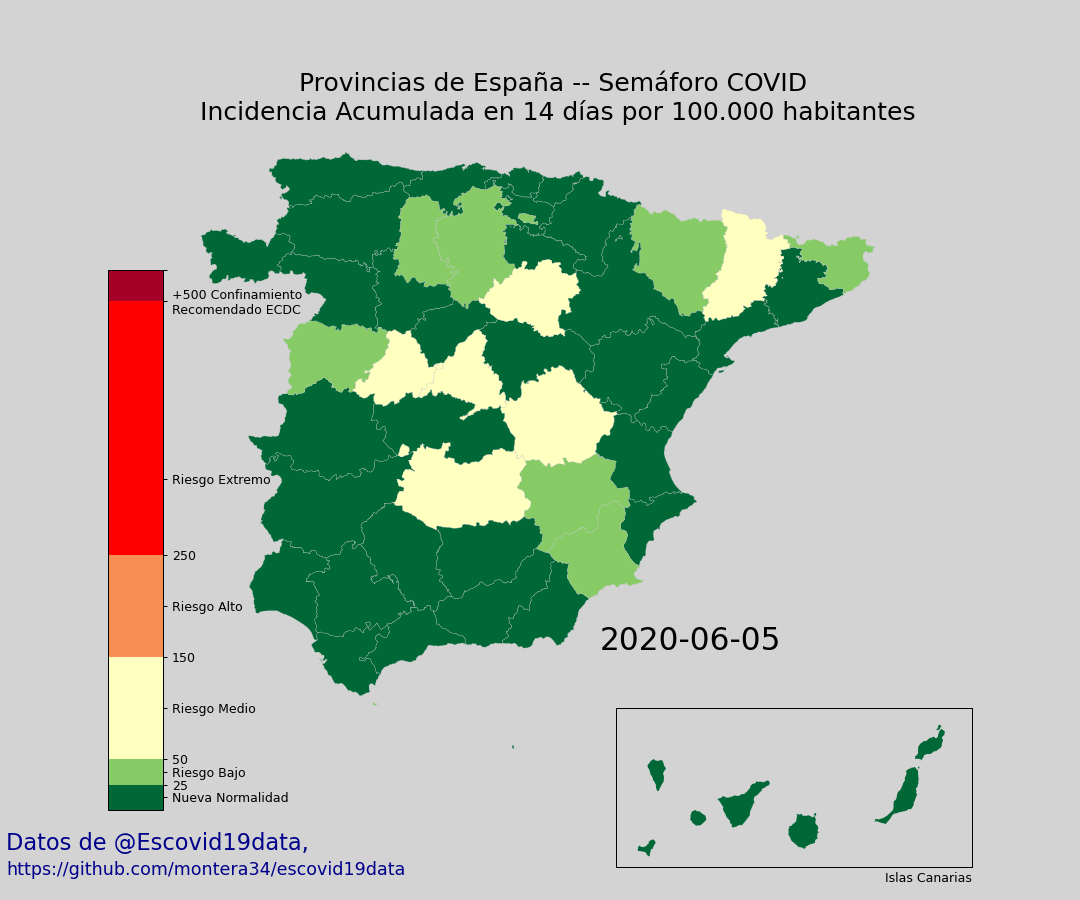 Provincias de España -- Semáforo COVID
Incidencia Acumulada en 14 días por 100.000 habitantes
+500 Confinamiento
Recomendado ECDC
Riesgo Extremo
250
Riesgo Alto
150
Riesgo Medio
50
Riesgo Bajo
25
Nueva Normalidad
2020-06-05
Islas Canarias
Datos de @Escovid19data,
https://github.com/montera34/escovid19data